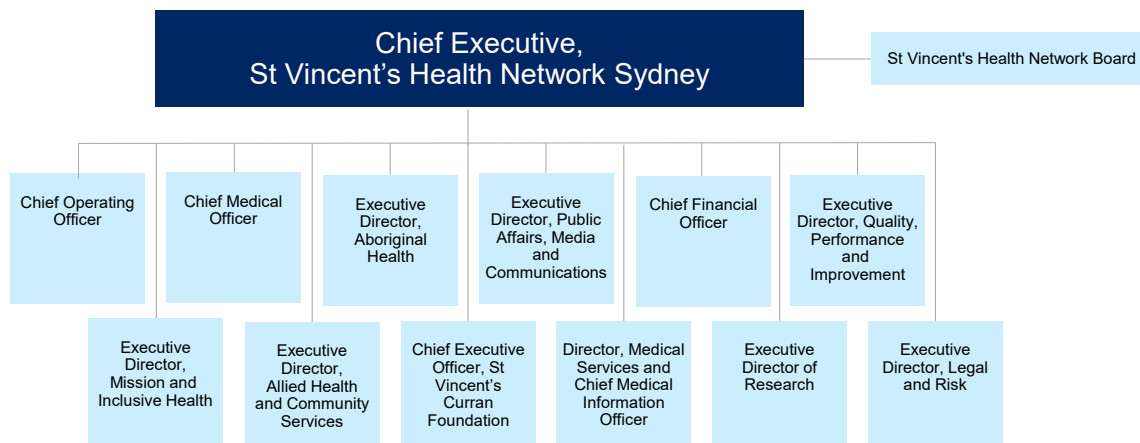 Chief Executive,
St Vincent’s Health Network Sydney
St Vincent's Health Network Board
Chief Operating
Officer
Chief Medical
Officer
Executive
Director,
Aboriginal
Health
Executive
Director, Public
Affairs, Media
and
Communications
Chief Financial
Officer
Executive
Director, Quality,
Performance
and
Improvement
Executive
Director,
Mission and
Inclusive Health
Executive
Director,
Allied Health
and Community
Services
Chief Executive
Officer, St
Vincent’s
Curran
Foundation
Director, Medical
Services and
Chief Medical
Information
Officer
Executive
Director of
Research
Executive
Director, Legal
and Risk